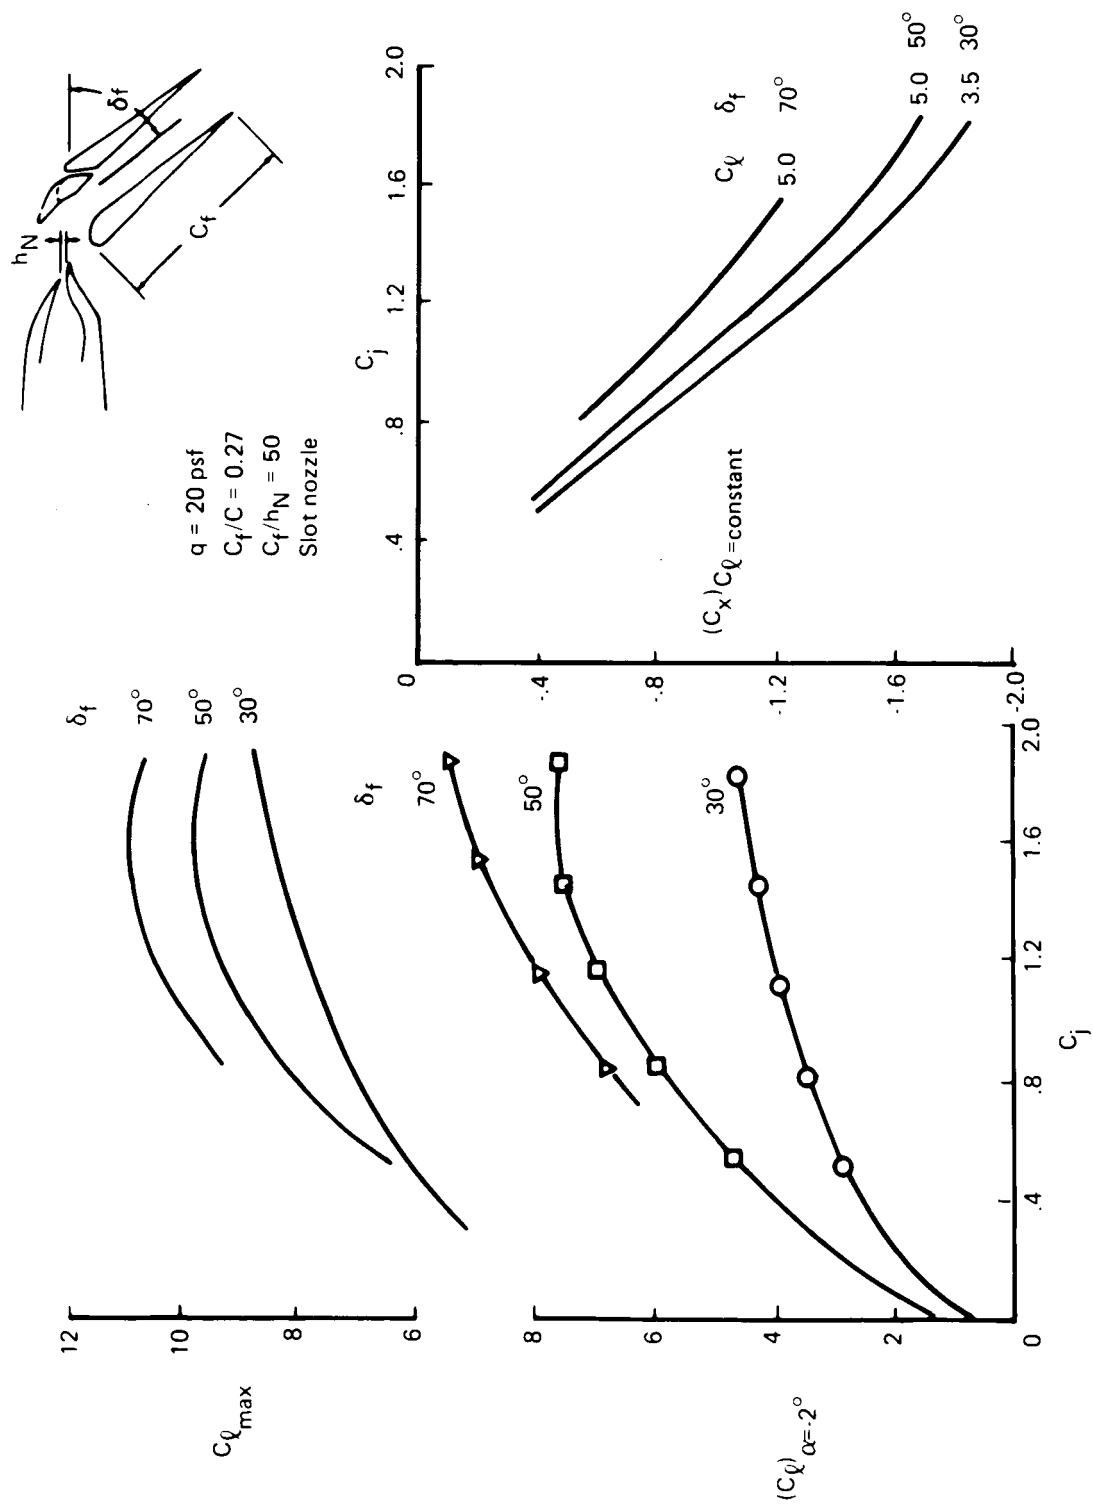 12
10
8
6
Cℓmax
δf
70°
50°
30°
8
6
4
2
0
(Cℓ)α=-2°
.4
.8
1.2
1.6
2.0
Cj
δf
70°
50°
30°
q = 20 psf
Cf/C = 0.27
Cf/hN = 50
Slot nozzle
hN
δf
Cf
Cj
.4
.8
1.2
1.6
2.0
0
-.4
-.8
-1.2
-1.6
-2.0
(Cx)Cℓ=constant
Cℓ δf
5.0 70°
5.0 50°
3.5 30°